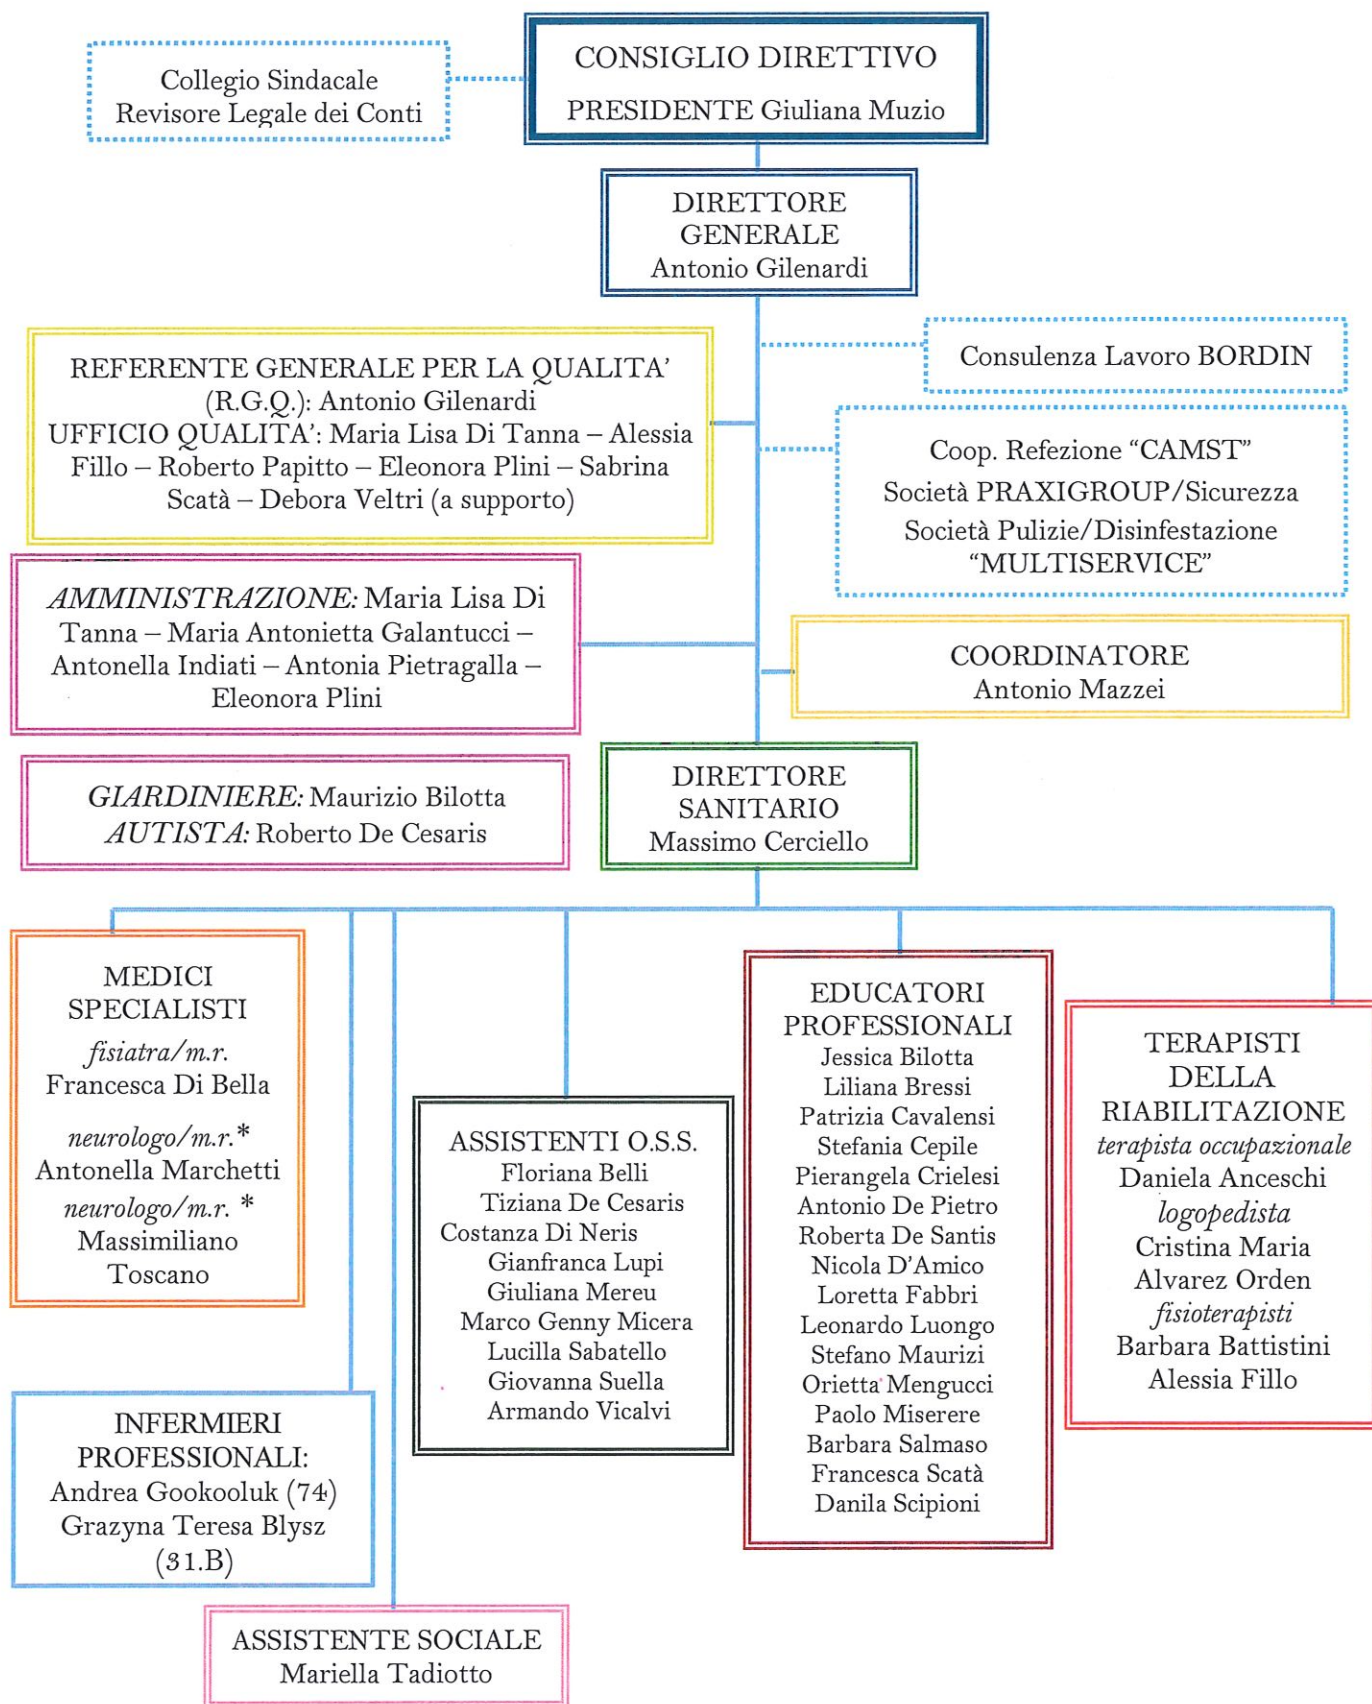 Collegio Sindacale
Revisore Legale dei Conti
CONSIGLIO DIRETTIVO
PRESIDENTE Giuliana Muzio
DIRETTORE
GENERALE
Antonio Gilenardi
REFERENTE GENERALE PER LA QUALITA’
(R.G.Q.): Antonio Gilenardi
UFFICIO QUALITA’: Maria Lisa Di Tanna – Alessia
Fillo – Roberto Papitto – Eleonora Plini – Sabrina
Scatà – Debora Veltri (a supporto)
Consulenza Lavoro BORDIN
Coop. Refezione “CAMST”
Società PRAXIGROUP/Sicurezza
Società Pulizie/Disinfestazione
“MULTISERVICE”
AMMINISTRAZIONE: Maria Lisa Di
Tanna – Maria Antonietta Galantucci –
Antonella Indiati – Antonia Pietragalla –
Eleonora Plini
COORDINATORE
Antonio Mazzei
GIARDINIERE: Maurizio Bilotta
AUTISTA: Roberto De Cesaris
DIRETTORE
SANITARIO
Massimo Cerciello
MEDICI
SPECIALISTI
fisiatra/m.r.
Francesca Di Bella
neurologo/m.r.*
Antonella Marchetti
neurologo/m.r. *
Massimiliano
Toscano
INFERMIERI
PROFESSIONALI:
Andrea Gookooluk (74)
Grazyna Teresa Blysz
(31.B)
ASSISTENTE SOCIALE
Mariella Tadiotto
ASSISTENTI O.S.S.
Floriana Belli
Tiziana De Cesaris
Costanza Di Neris
Gianfranca Lupi
Giuliana Mereu
Marco Genny Micera
Lucilla Sabatello
Giovanna Suella
Armando Vicalvi
EDUCATORI
PROFESSIONALI
Jessica Bilotta
Liliana Bressi
Patrizia Cavalensi
Stefania Cepile
Pierangela Crielesi
Antonio De Pietro
Roberta De Santis
Nicola D’Amico
Loretta Fabbri
Leonardo Luongo
Stefano Maurizi
Orietta Mengucci
Paolo Miserere
Barbara Salmaso
Francesca Scatà
Danila Scipioni
TERAPISTI
DELLA
RIABILITAZIONE
terapista occupazionale
Daniela Anceschi
logopedista
Cristina Maria
Alvarez Orden
fisioterapisti
Barbara Battistini
Alessia Fillo